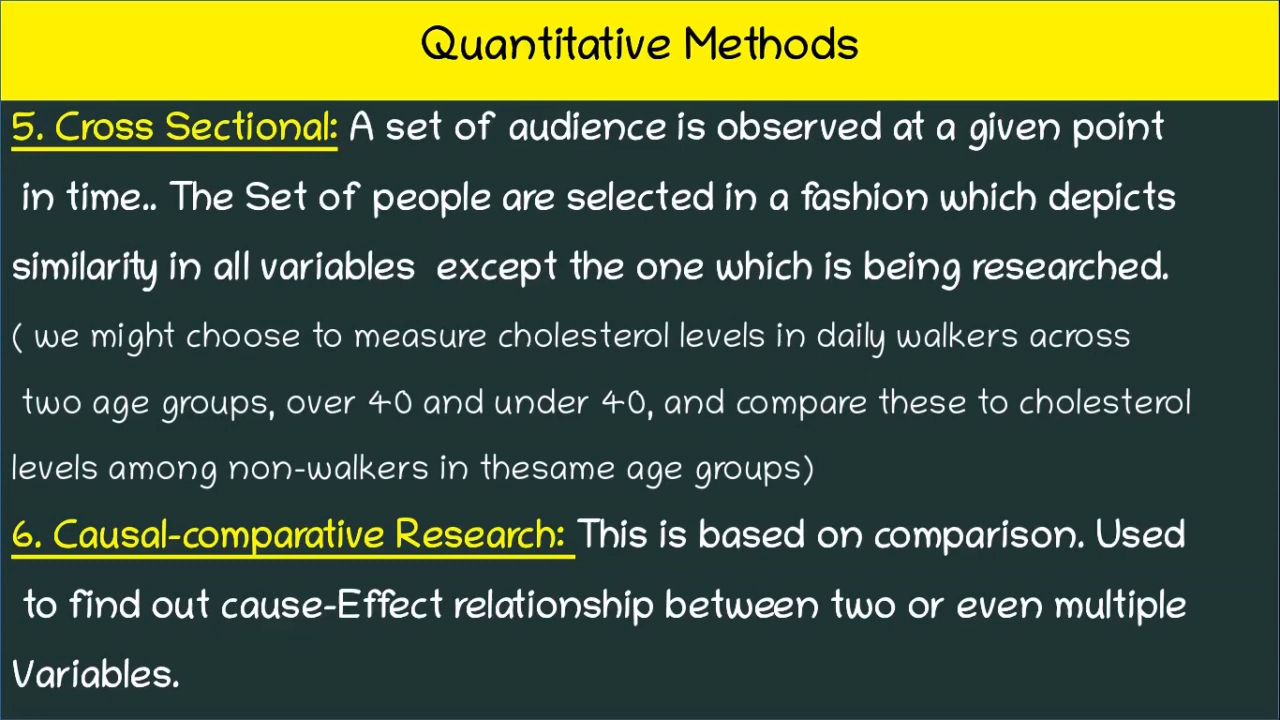 Quantitative Methods
5. Cross Sectional: A set of audience is observed at a given point
in time.. The Set of people are selected in a fashion which depicts
similarity in all variables except the one which is being researched.
( we might choose to measure cholesterol levels in daily walkers across
two age groups, over 40 and under 40, and compare these to cholesterol
levels among non-walkers in thesame age groups)
6. Causal-comparative Research: This is based on comparison. Used
to find out cause-Effect relationship between two or even multiple
Variables.